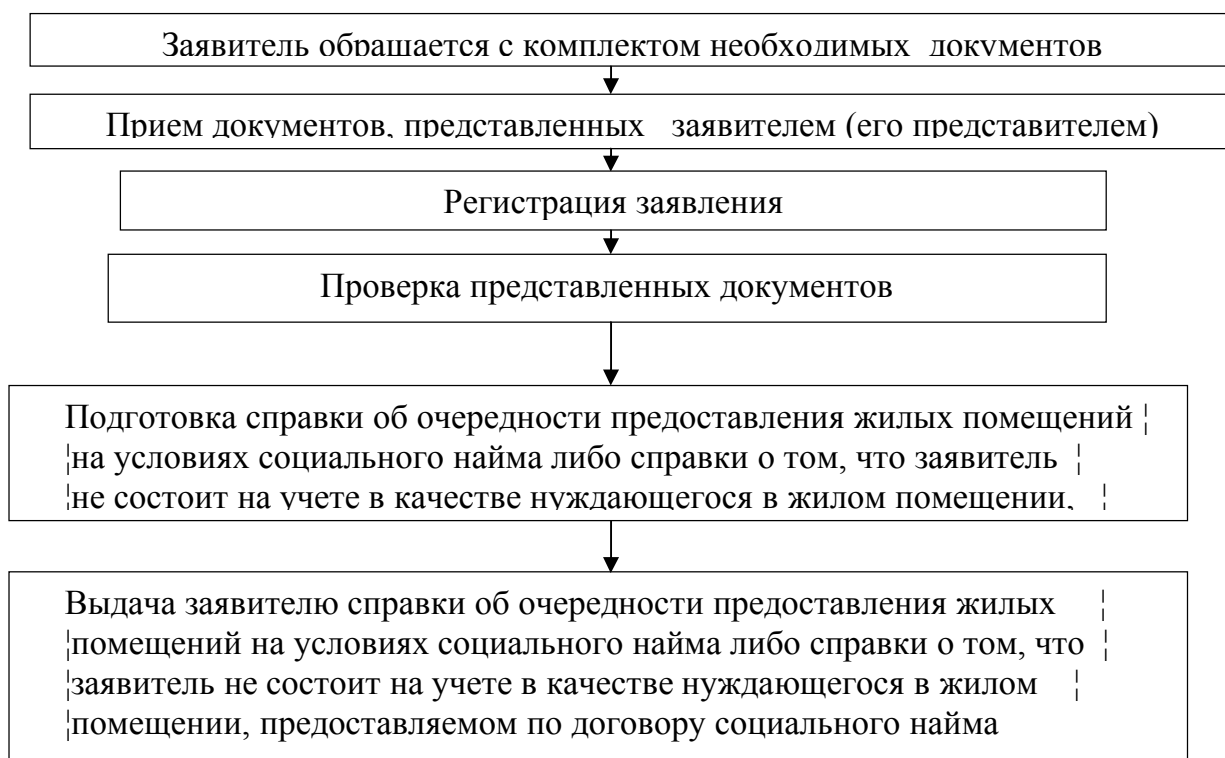 Заявитель обращается с комплектом необходимых документов
Прием документов, представленных заявителем (его представителем)
Регистрация заявления
Проверка представленных документов
Подготовка справки об очередности предоставления жилых помещений ¦
¦на условиях социального найма либо справки о том, что заявитель ¦
¦не состоит на учете в качестве нуждающегося в жилом помещении, ¦
Выдача заявителю справки об очередности предоставления жилых ¦
¦помещений на условиях социального найма либо справки о том, что ¦
¦заявитель не состоит на учете в качестве нуждающегося в жилом ¦
¦помещении, предоставляемом по договору социального найма